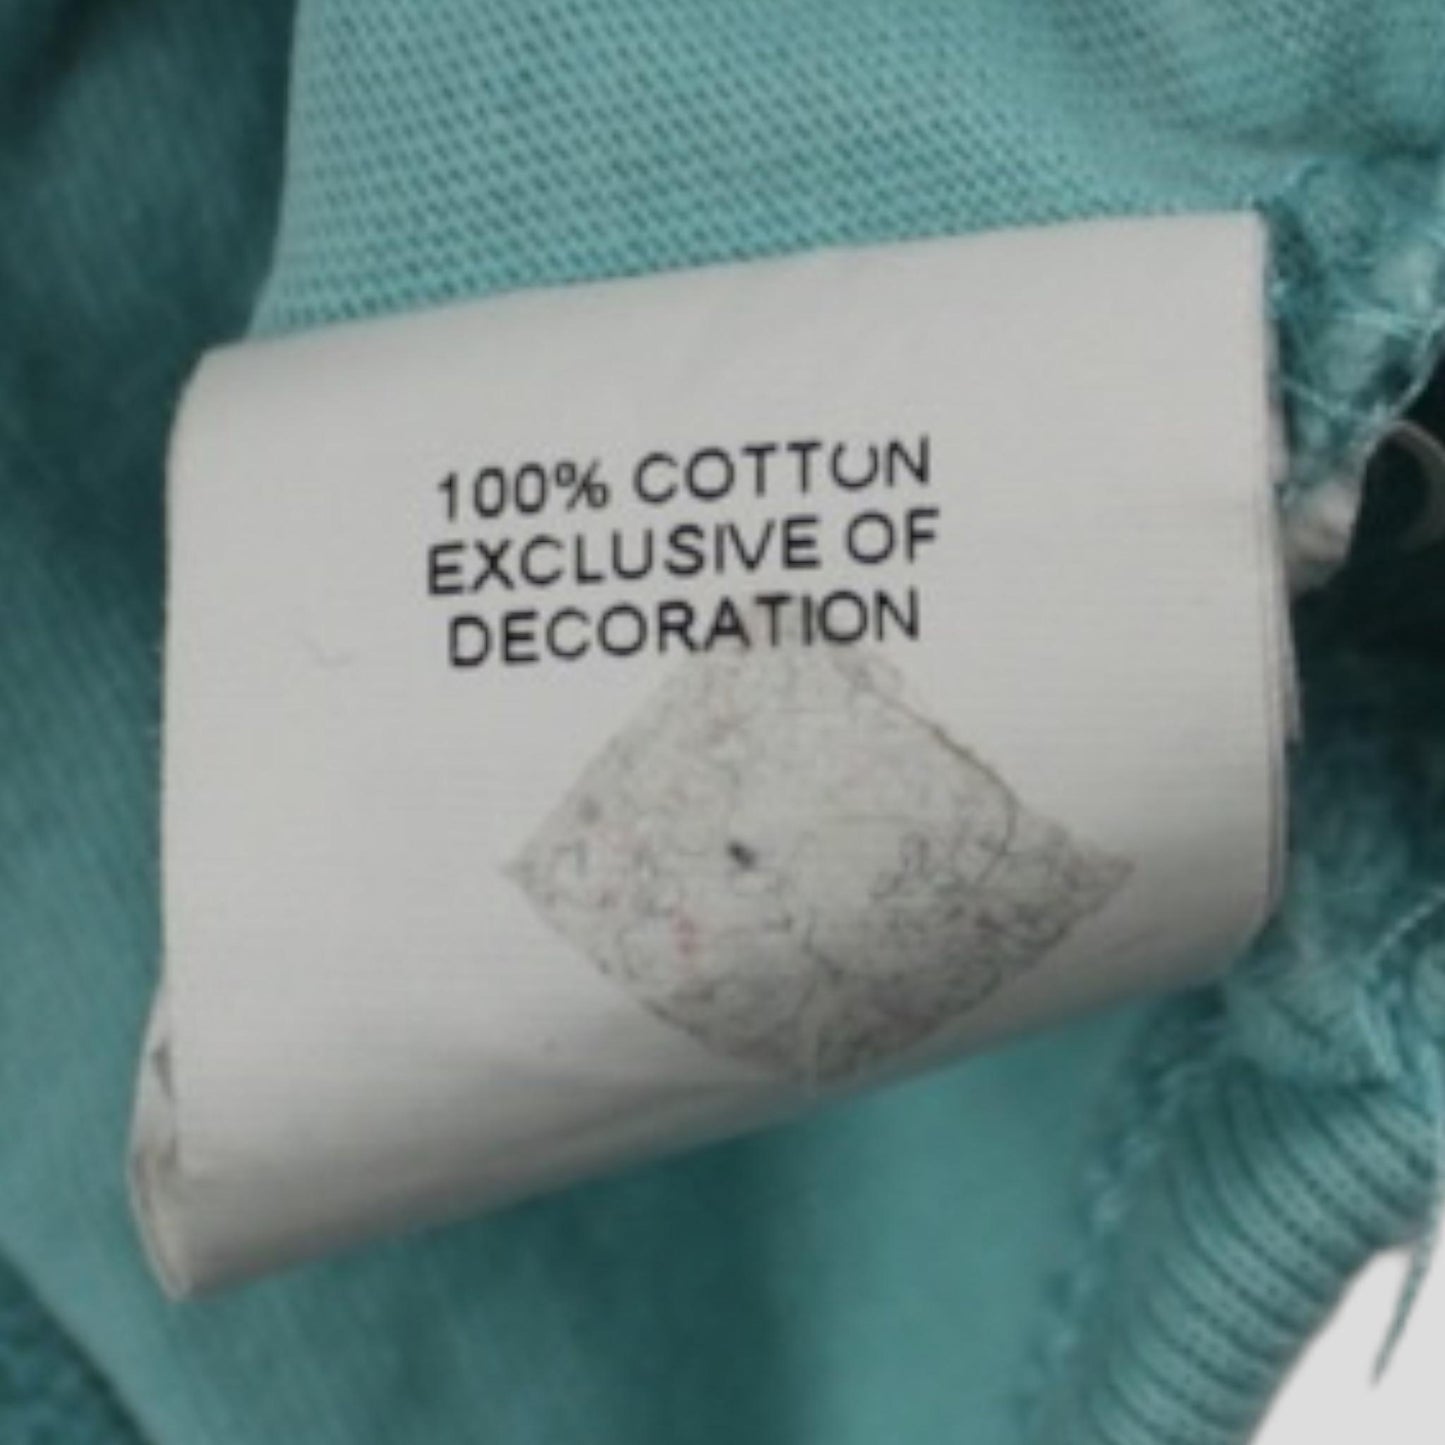 100% COTTON
EXCLUSIVE OF
DECORATION